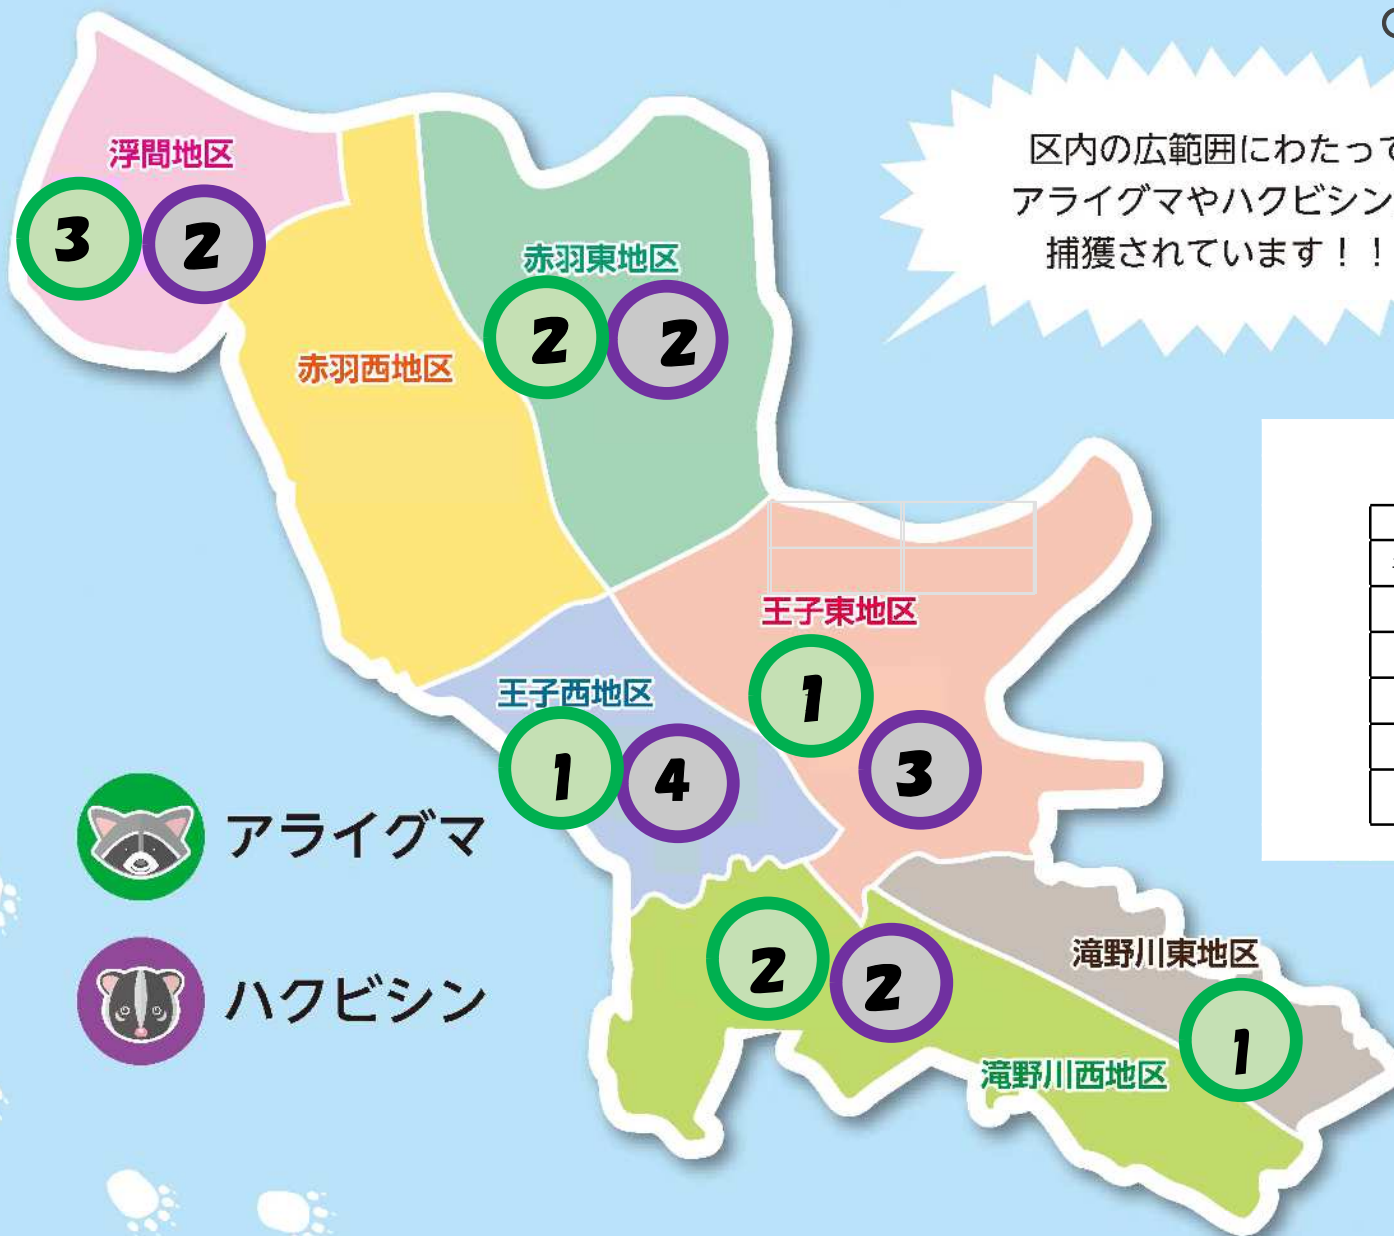 浮間地区
3 2
区内の広範囲にわたって
アライグマやハクビシン
捕獲されています！！
赤羽東地区
2 2
赤羽西地区
王子東地区
1
3
王子西地区
1 4
アライグマ
ハクビシン
2 2
滝野川東地区
1
滝野川西地区